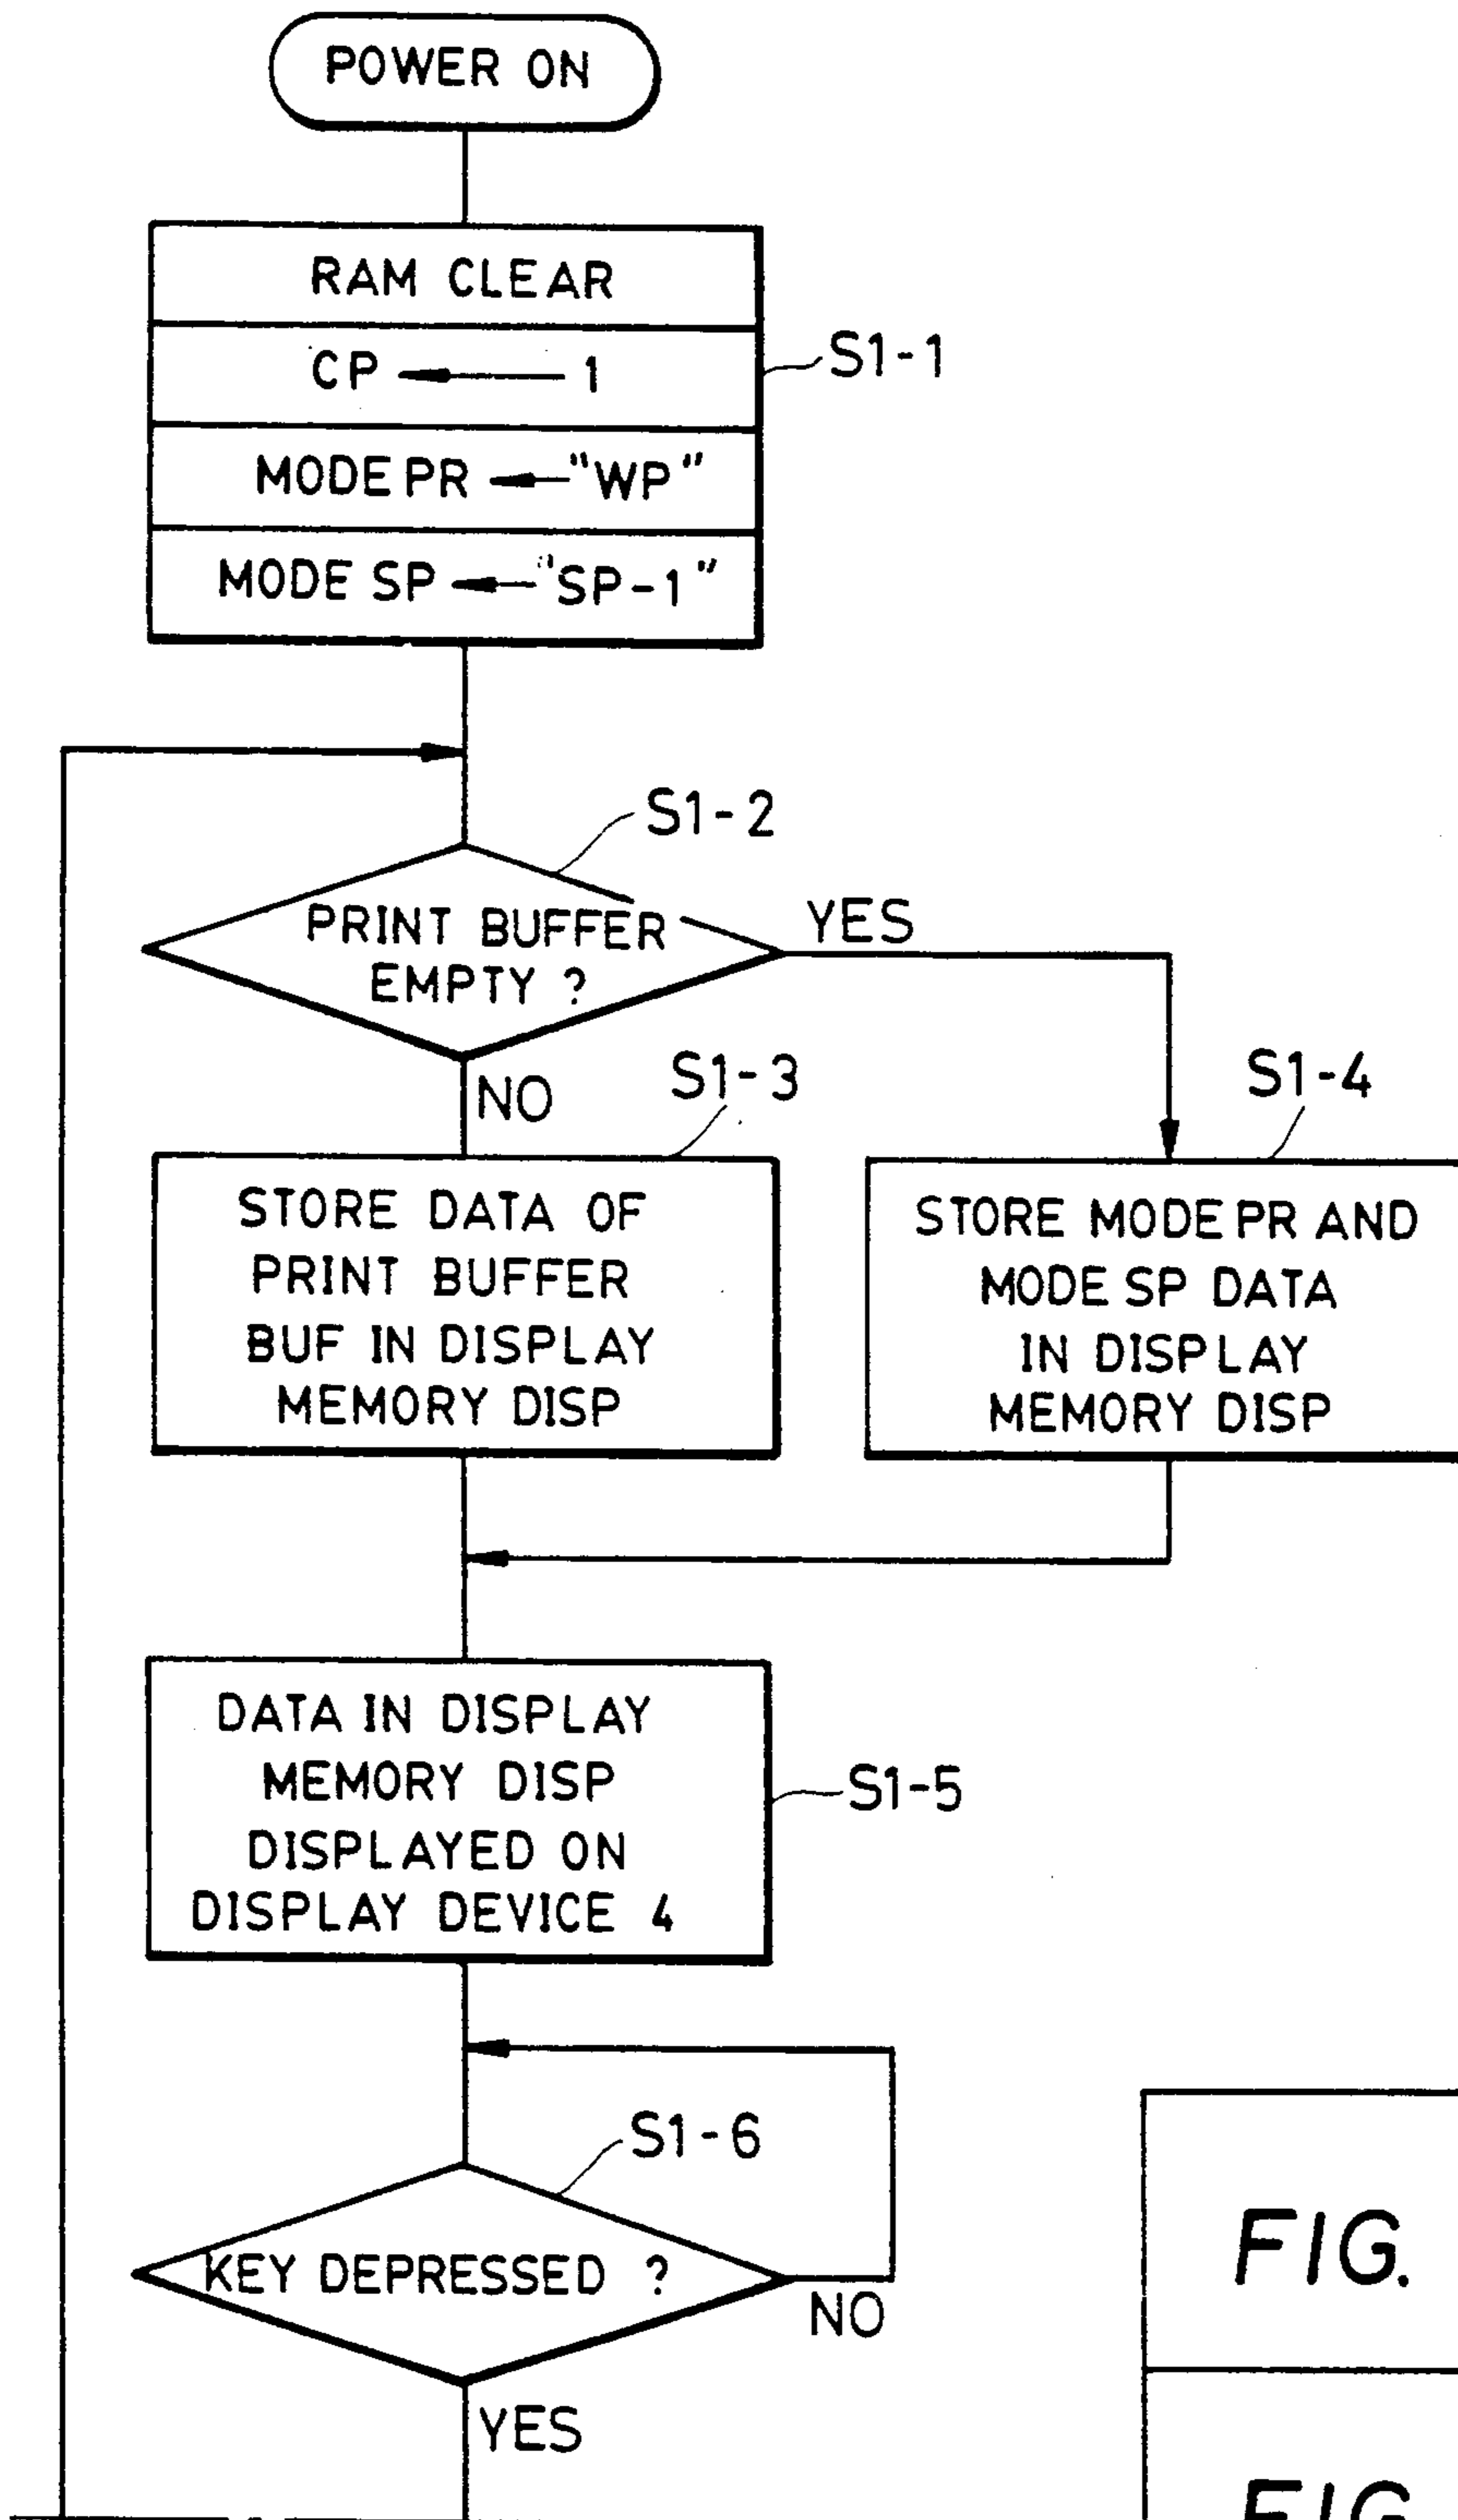 POWER ON
RAM CLEAR
CP ← 1
S1-1
MODE PR ← "WP"
MODE SP ← "SP-1"
S1-2
PRINT BUFFER
EMPTY ?
YES
NO
S1-3
S1-4
STORE DATA OF
PRINT BUFFER
BUF IN DISPLAY
MEMORY DISP
STORE MODE PR AND
MODE SP DATA
IN DISPLAY
MEMORY DISP
DATA IN DISPLAY
MEMORY DISP
DISPLAYED ON
DISPLAY DEVICE 4
S1-5
S1-6
KEY DEPRESSED ?
NO
YES
FIG.
FIG